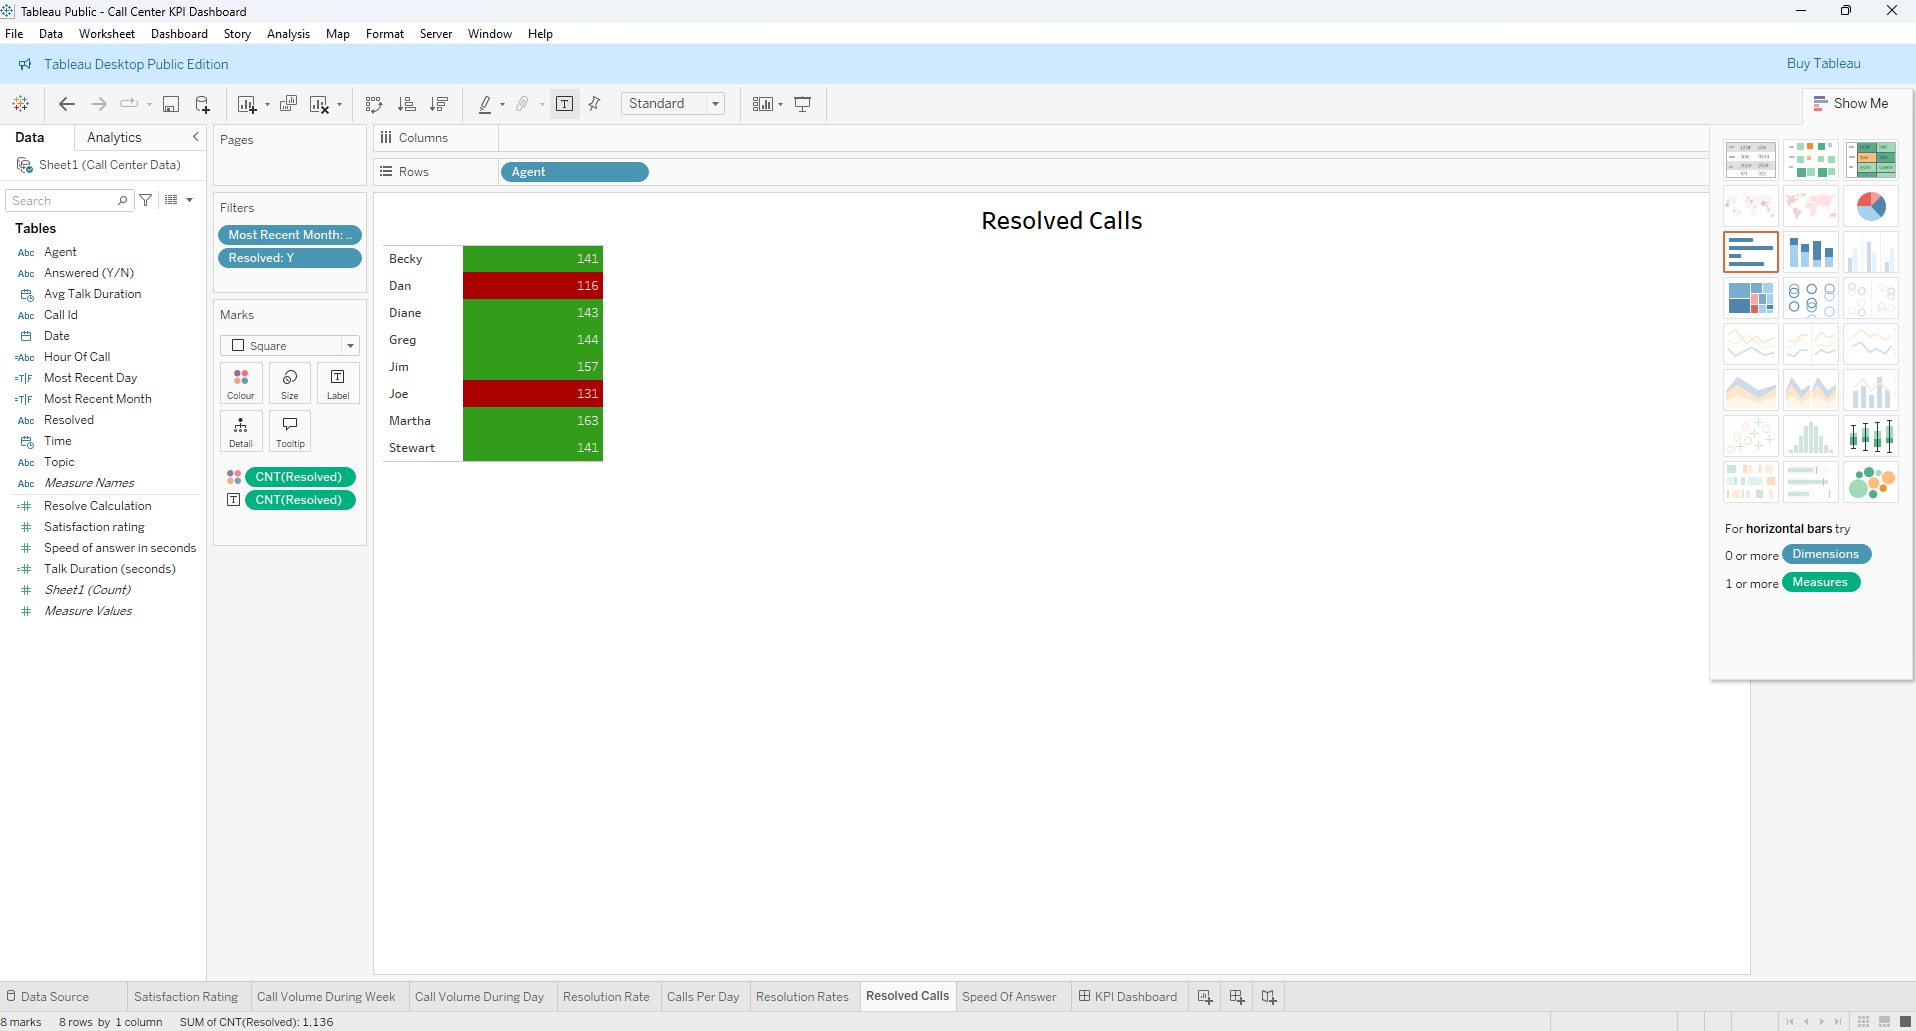 Tableau Public - Call Center KPI Dashboard
File Data Worksheet Dashboard Story Analysis Map Format Server Window Help
Tableau Desktop Public Edition
Buy Tableau
Standard
Show Me
Data
Analytics
Sheet1 (Call Center Data)
Search
Tables
Abc Agent
Abc Answered (Y/N)
Avg Talk Duration
Abc Call Id
Date
=Abc Hour Of Call
=T|F Most Recent Day
=T|F Most Recent Month
Abc Resolved
Time
Abc Topic
Abc Measure Names
=# Resolve Calculation
# Satisfaction rating
# Speed of answer in seconds
=# Talk Duration (seconds)
# Sheet1 (Count)
# Measure Values
Pages
Filters
Most Recent Month: ..
Resolved: Y
Marks
Square
Colour
Size
Label
Detail
Tooltip
CNT(Resolved)
CNT(Resolved)
Columns
Rows
Agent
Resolved Calls
Becky 141
Dan 116
Diane 143
Greg 144
Jim 157
Joe 131
Martha 163
Stewart 141
For horizontal bars try
0 or more Dimensions
1 or more Measures
Data Source
Satisfaction Rating
Call Volume During Week
Call Volume During Day
Resolution Rate
Calls Per Day
Resolution Rates
Resolved Calls
Speed Of Answer
KPI Dashboard
8 marks 8 rows by 1 column SUM of CNT(Resolved): 1,136